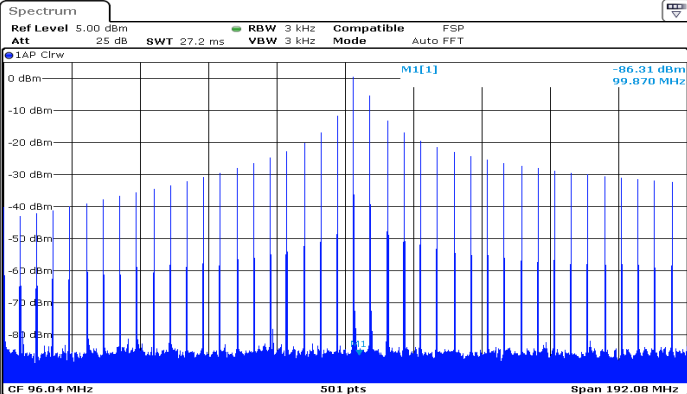 Spectrum
Ref Level 5.00 dBm RBW 3 kHz Compatible FSP
Att 25 dB SWT 27.2 ms VBW 3 kHz Mode Auto FFT
1AP Clrw
M1[1] -86.31 dBm
99.870 MHz
0 dBm
-10 dBm
-20 dBm
-30 dBm
-40 dBm
-50 dBm
-60 dBm
-70 dBm
-80 dBm
M1
CF 96.04 MHz 501 pts Span 192.08 MHz